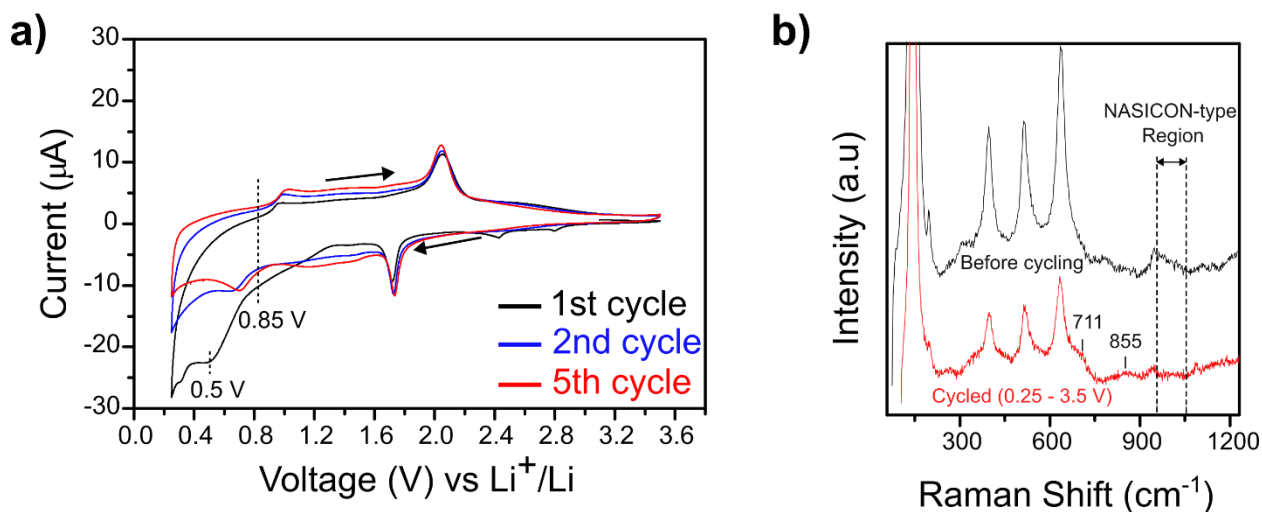 a)
30
20
10
0
-10
-20
-30
Current (µA)
0.85 V
0.5 V
1st cycle
2nd cycle
5th cycle
0.0 0.4 0.8 1.2 1.6 2.0 2.4 2.8 3.2 3.6
Voltage (V) vs Li⁺/Li
b)
Intensity (a.u)
NASICON-type
Region
Before cycling
711
855
Cycled (0.25 - 3.5 V)
300 600 900 1200
Raman Shift (cm⁻¹)